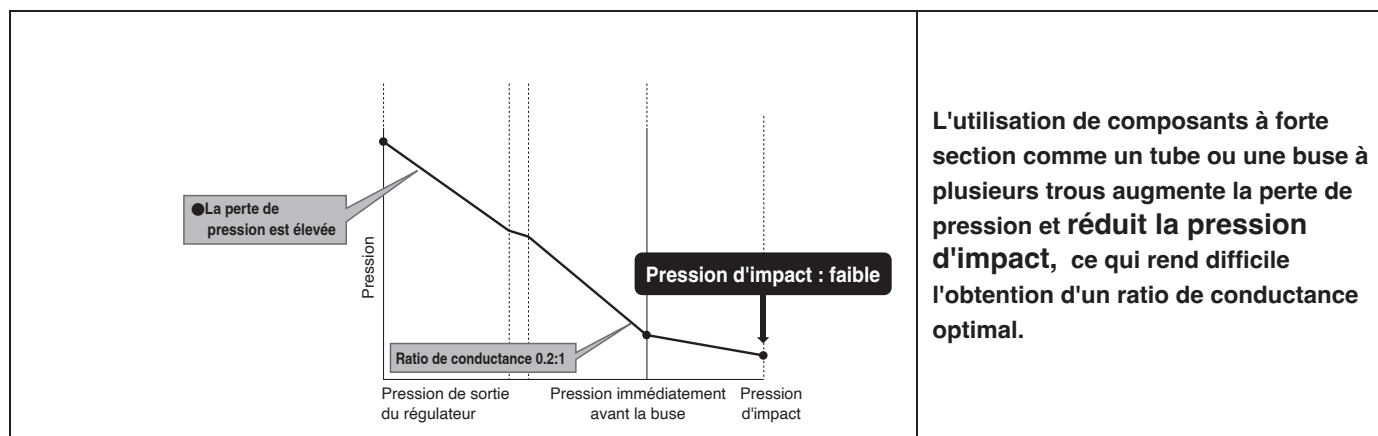 ●La perte de
pression est élevée
Pression
Pression d'impact : faible
Ratio de conductance 0.2:1
Pression de sortie
du régulateur
Pression immédiatement
avant la buse
Pression
d'impact
L'utilisation de composants à forte
section comme un tube ou une buse à
plusieurs trous augmente la perte de
pression et réduit la pression
d'impact, ce qui rend difficile
l'obtention d'un ratio de conductance
optimal.